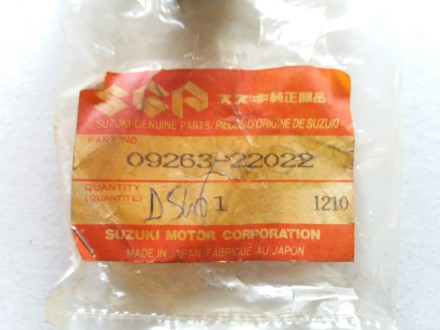 SGP スズキ純正部品
SUZUKI GENUINE PARTS/PIECES D'ORIGINE DE SUZUKI
PART NO
09263-22022
QUANTITY
(QUANTITE)
1 1210
SUZUKI MOTOR CORPORATION
MADE IN JAPAN/FABRIQUE AU JAPON